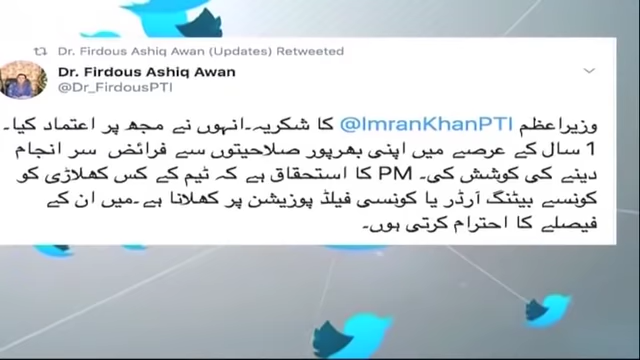 Dr. Firdous Ashiq Awan (Updates) Retweeted
Dr. Firdous Ashiq Awan
@Dr_FirdousPTI
وزیراعظم @ImranKhanPTI کا شکریہ۔انہوں نے مجھ پر اعتماد کیا۔
1 سال کے عرصے میں اپنی بھرپور صلاحیتوں سے فرائض سر انجام
دینے کی کوشش کی۔ PM کا استحقاق ہے کہ ٹیم کے کس کھلاڑی کو
کونسے بیٹنگ آرڈر یا کونسی فیلڈ پوزیشن پر کھلانا ہے۔میں ان کے
فیصلے کا احترام کرتی ہوں۔